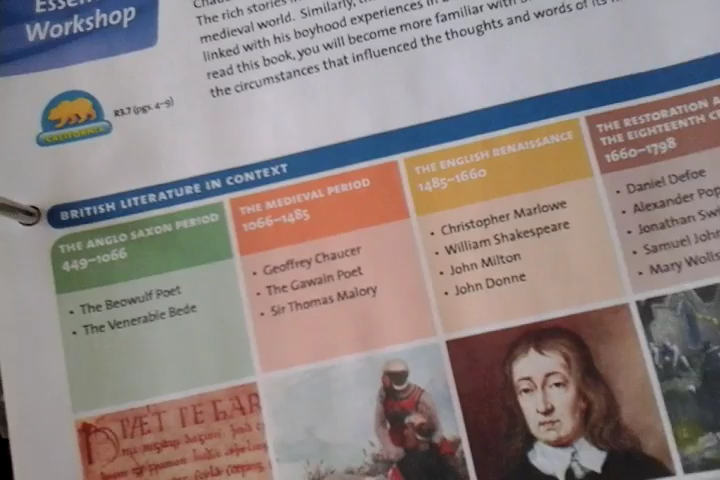 Workshop
The rich stories
medieval world. Similarly,
linked with his boyhood experiences in
read this book, you will become more familiar with
the circumstances that influenced the thoughts and words of its
CALIFORNIA
R3.7 (pgs. 4–9)
BRITISH LITERATURE IN CONTEXT
THE ANGLO SAXON PERIOD
449–1066
• The Beowulf Poet
• The Venerable Bede
THE MEDIEVAL PERIOD
1066–1485
• Geoffrey Chaucer
• The Gawain Poet
• Sir Thomas Malory
THE ENGLISH RENAISSANCE
1485–1660
• Christopher Marlowe
• William Shakespeare
• John Milton
• John Donne
THE RESTORATION
THE EIGHTEENTH
1660–1798
• Daniel Defoe
• Alexander
• Jonathan
• Samuel
• Mary